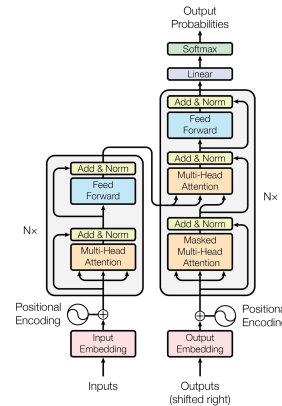 Output
Probabilities
Softmax
Linear
Add & Norm
Feed
Forward
Add & Norm
Multi-Head
Attention
Add & Norm
Masked
Multi-Head
Attention
N×
Positional
Encoding
Output
Embedding
Outputs
(shifted right)
Add & Norm
Feed
Forward
N×
Add & Norm
Multi-Head
Attention
Positional
Encoding
Input
Embedding
Inputs